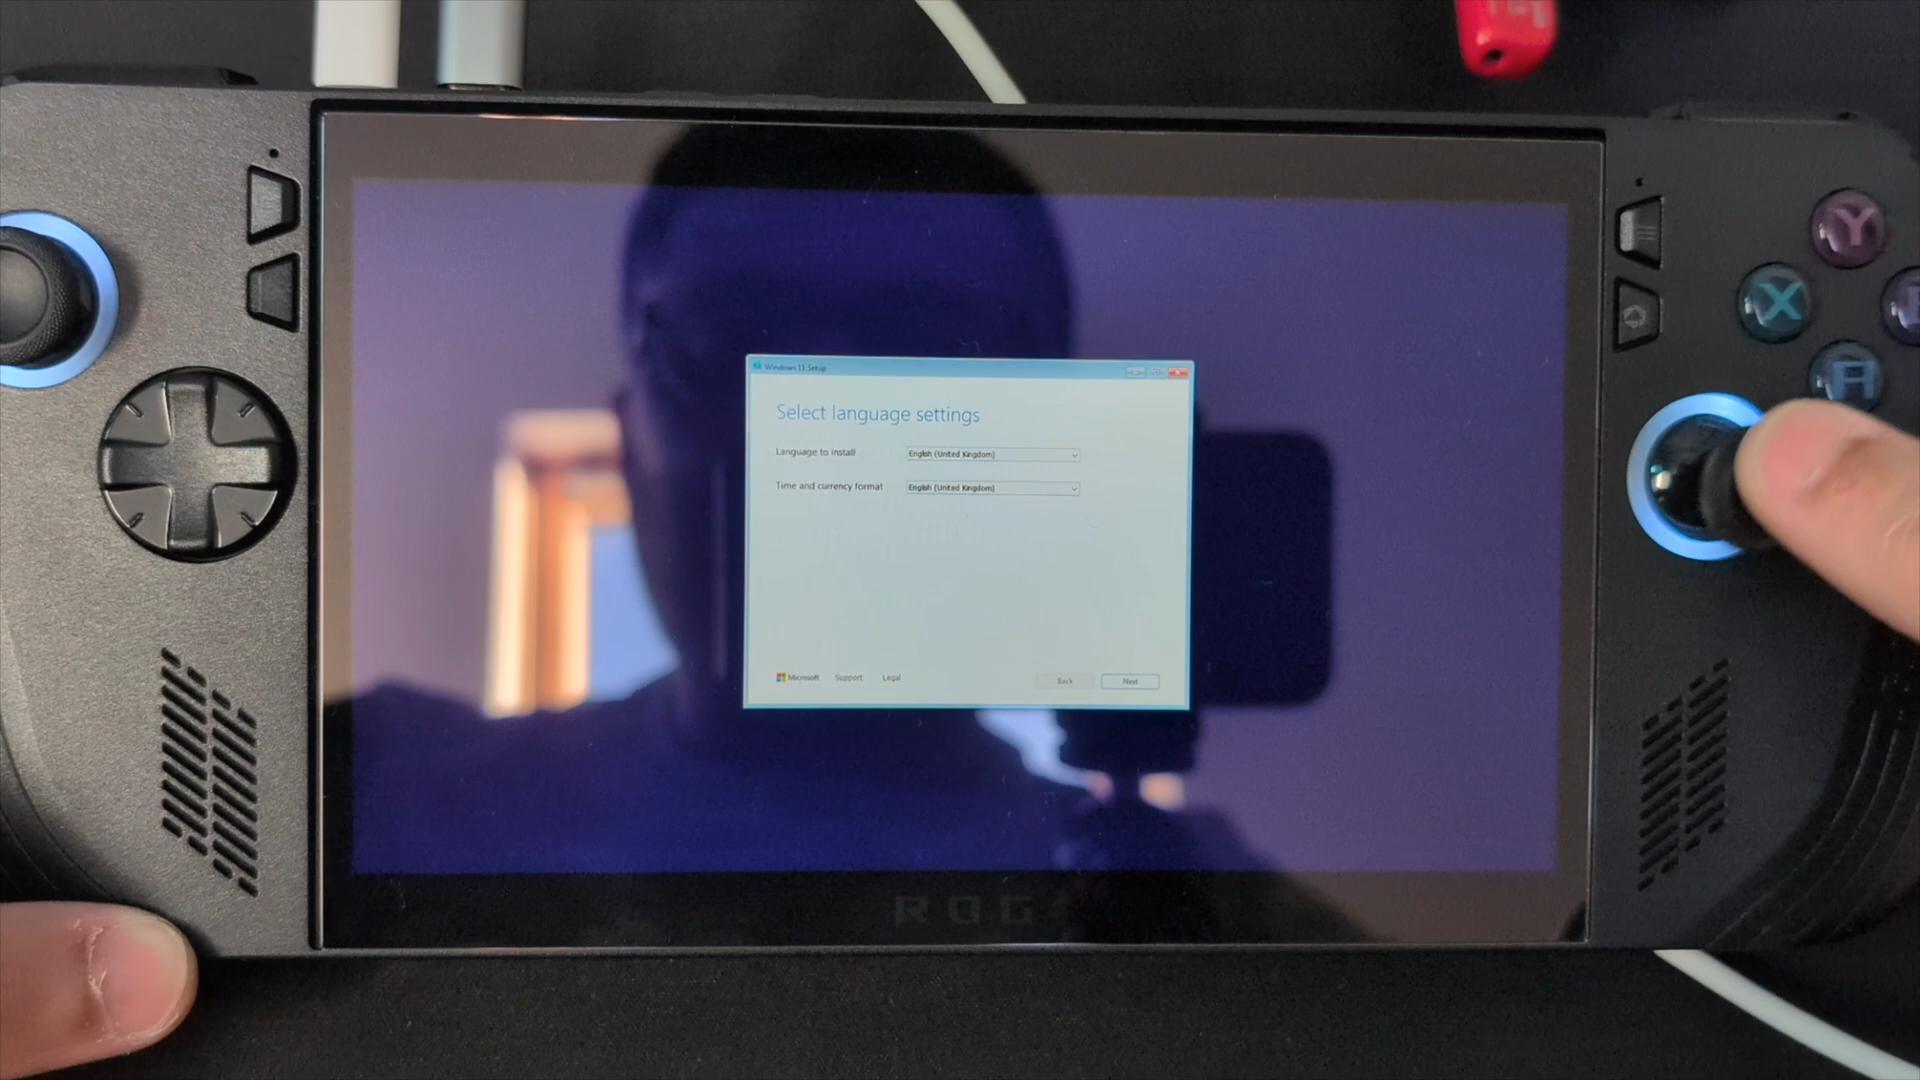 Y
X
A
Windows 11 Setup
Select language settings
Language to install English (United Kingdom)
Time and currency format English (United Kingdom)
Microsoft Support Legal Back Next
ROG